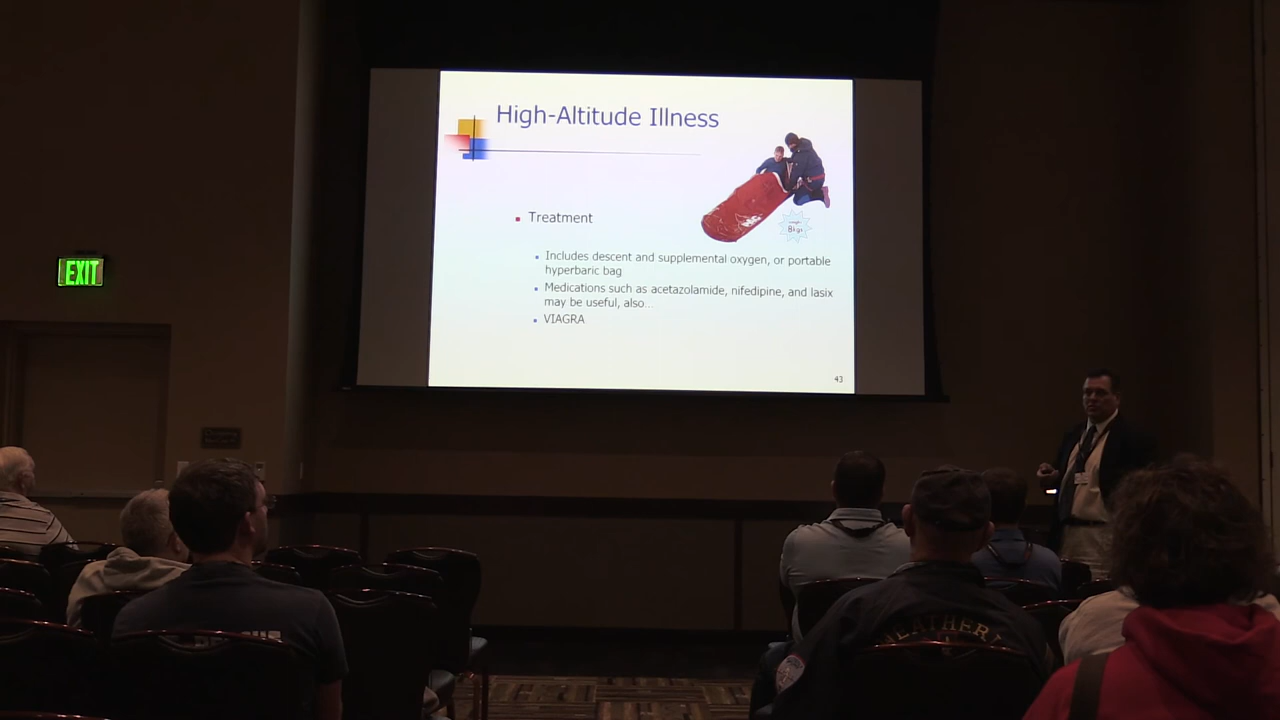 High-Altitude Illness
Treatment
Includes descent and supplemental oxygen, or portable
hyperbaric bag
Medications such as acetazolamide, nifedipine, and lasix
may be useful, also...
VIAGRA
43
EXIT